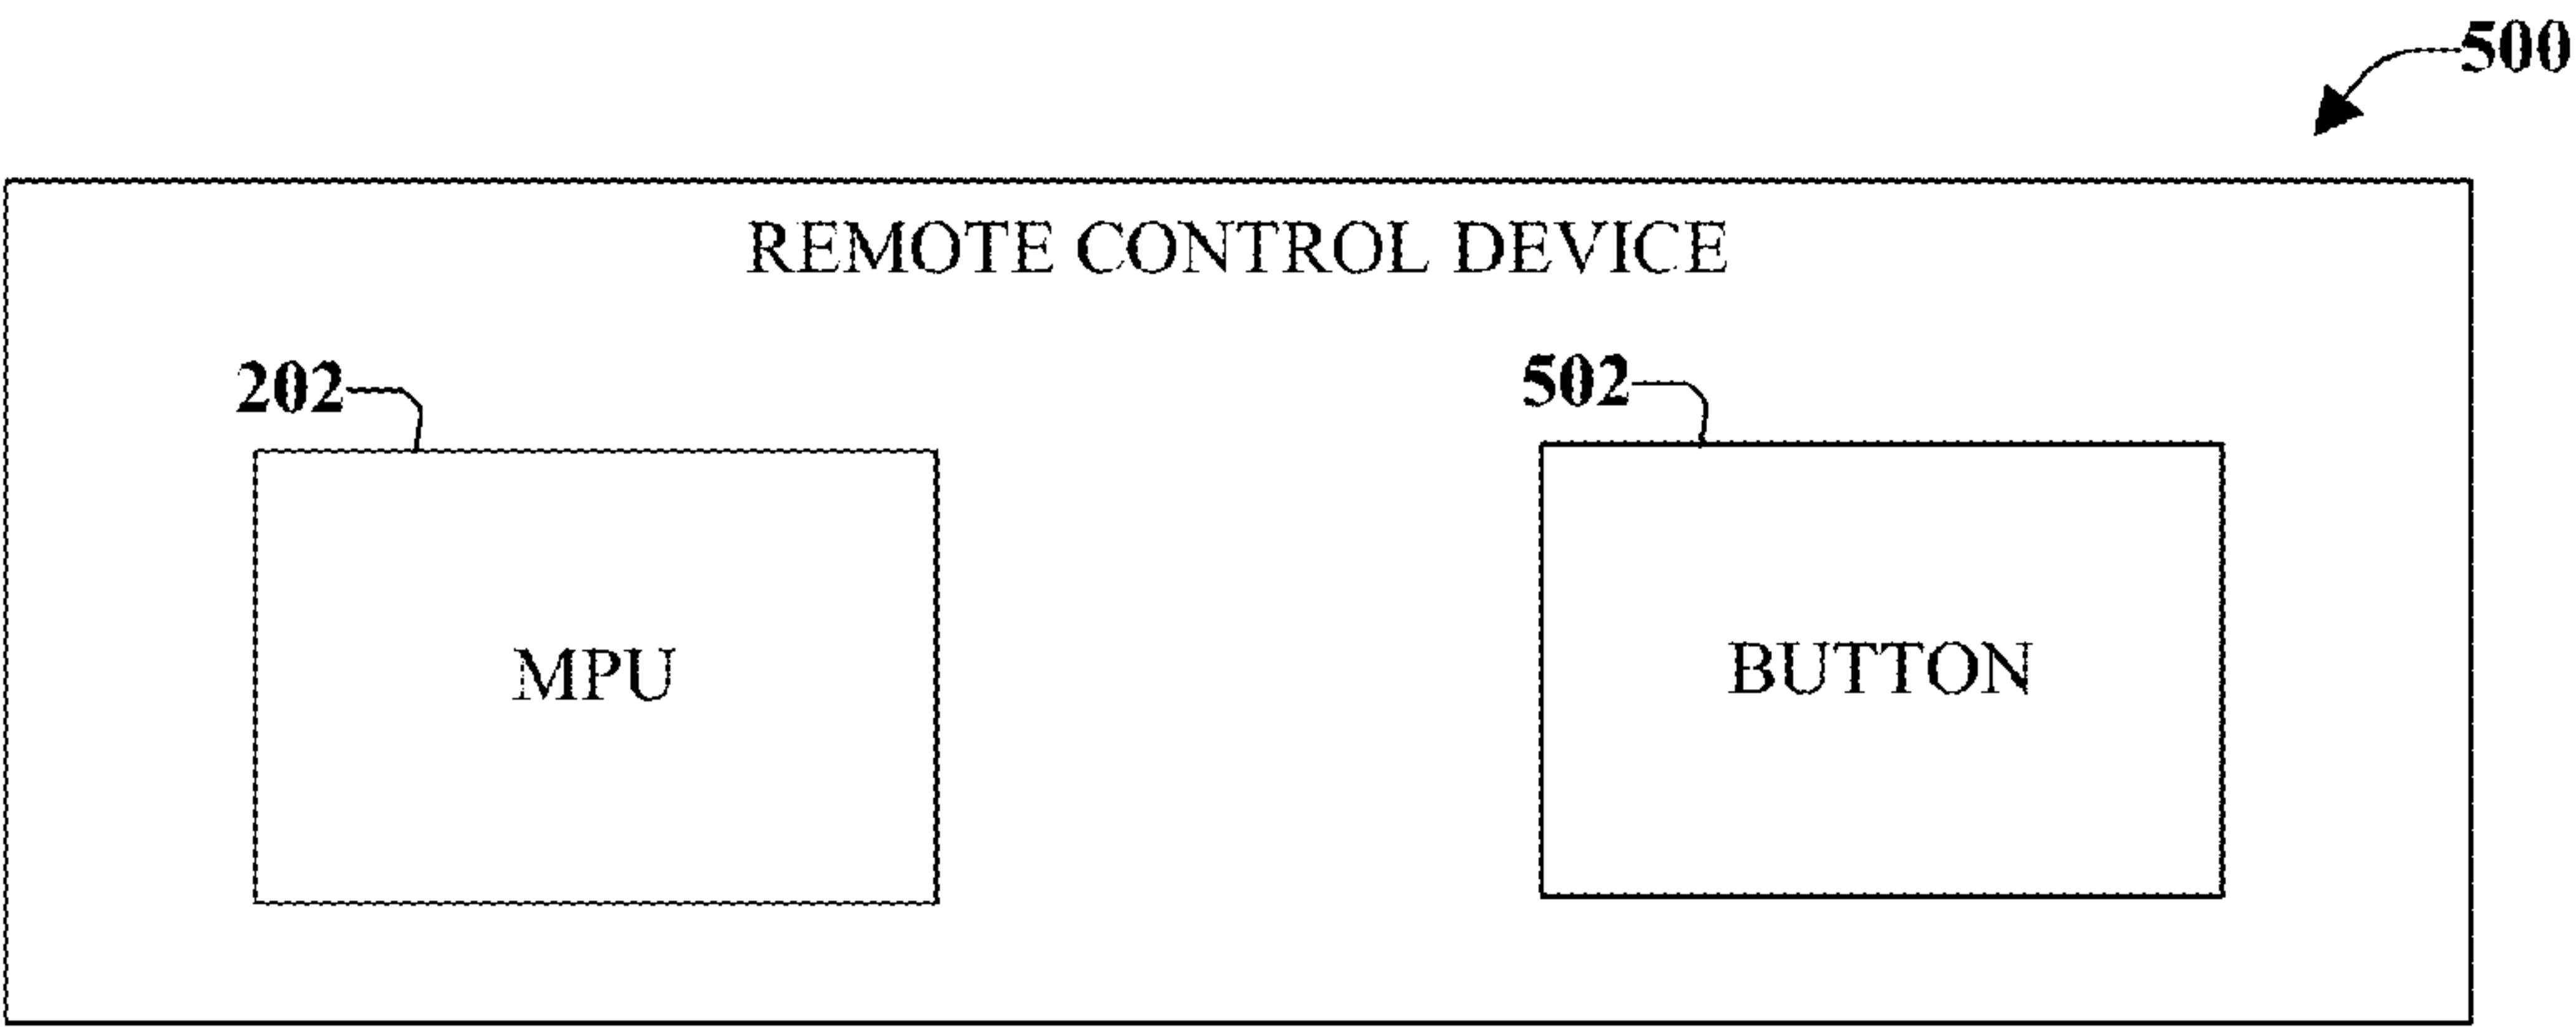 500
REMOTE CONTROL DEVICE
202
502
MPU
BUTTON